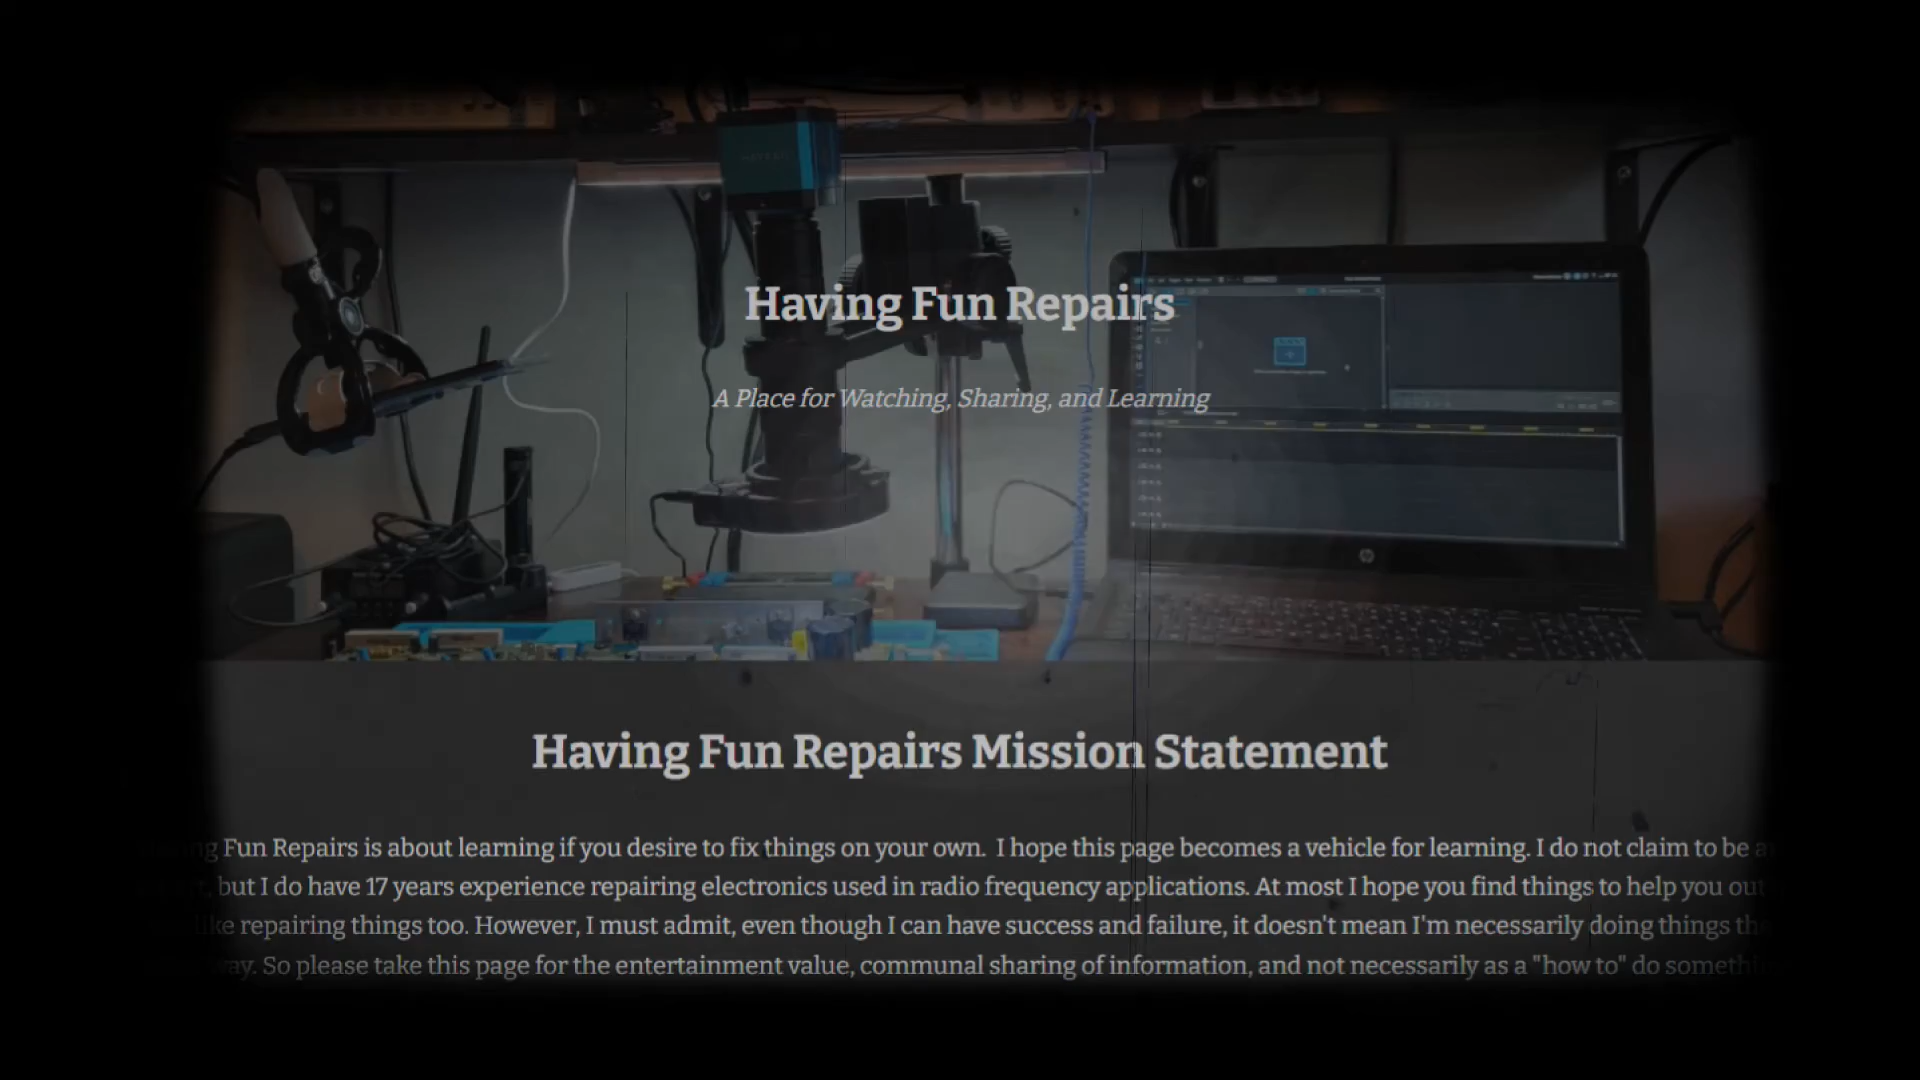 Having Fun Repairs
A Place for Watching, Sharing, and Learning
Having Fun Repairs Mission Statement
Fun Repairs is about learning if you desire to fix things on your own. I hope this page becomes a vehicle for learning. I do not claim to be
but I do have 17 years experience repairing electronics used in radio frequency applications. At most I hope you find things to help you out
repairing things too. However, I must admit, even though I can have success and failure, it doesn't mean I'm necessarily doing things
So please take this page for the entertainment value, communal sharing of information, and not necessarily as a "how to" do